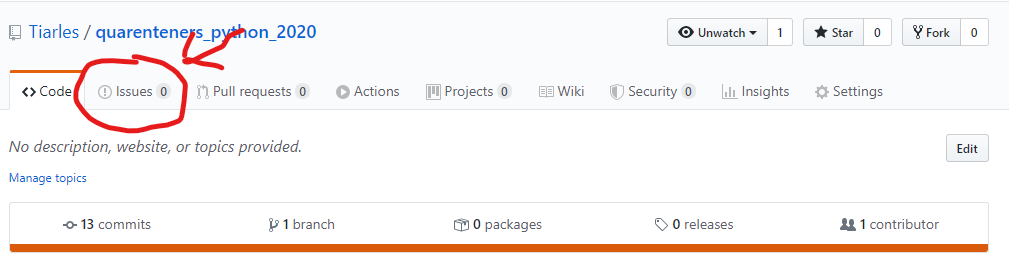 Tiarles / quarenteners_python_2020 Unwatch 1 Star 0 Fork 0
Code Issues 0 Pull requests 0 Actions Projects 0 Wiki Security 0 Insights Settings
No description, website, or topics provided. Edit
Manage topics
13 commits 1 branch 0 packages 0 releases 1 contributor